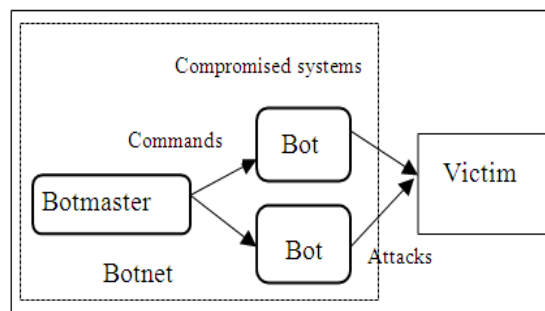 Compromised systems
Commands
Bot
Victim
Botmaster
Bot
Attacks
Botnet